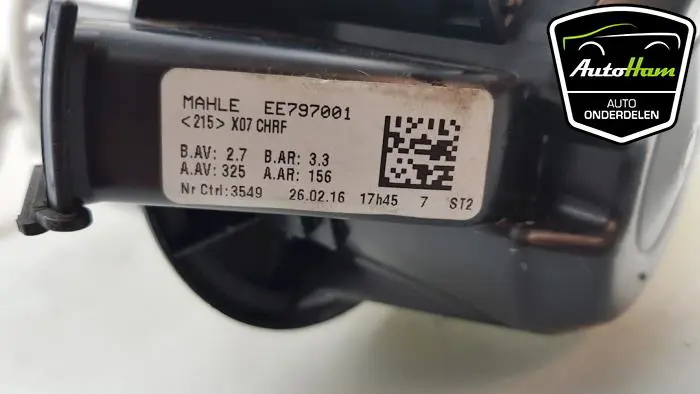 MAHLE EE797001
<215> X07 CHRF
B.AV: 2.7 B.AR: 3.3
A.AV: 325 A.AR: 156
Nr Ctrl:3549 26.02.16 17h45 7 ST2
AutoHam
AUTO
ONDERDELEN